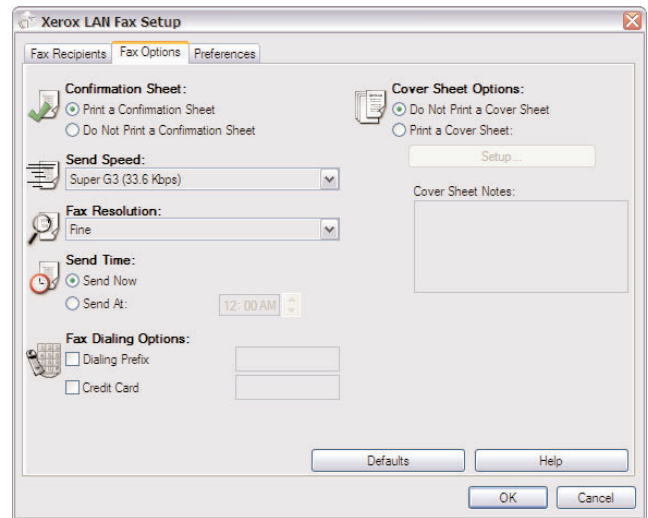 Xerox LAN Fax Setup
Fax Recipients Fax Options Preferences
Confirmation Sheet:
Print a Confirmation Sheet
Do Not Print a Confirmation Sheet
Send Speed:
Super G3 (33.6 Kbps)
Fax Resolution:
Fine
Send Time:
Send Now
Send At: 12:00 AM
Fax Dialing Options:
Dialing Prefix
Credit Card
Cover Sheet Options:
Do Not Print a Cover Sheet
Print a Cover Sheet:
Setup...
Cover Sheet Notes:
Defaults Help
OK Cancel